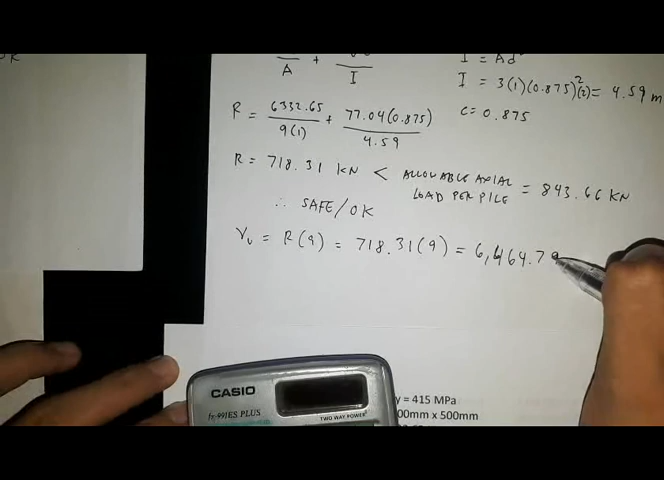 OK
A + I
I = Ad²
I = 3(1)(0.875)²(2) = 4.59 m
R = 6332.65 / 9(1) + 77.04(0.875) / 4.59
C = 0.875
R = 718.31 KN < ALLOWABLE AXIAL LOAD PER PILE = 843.66 KN
∴ SAFE/OK
Vu = R(9) = 718.31(9) = 6,464.79
CASIO
fx-991ES PLUS
TWO WAY POWER
y = 415 MPa
00mm x 500mm